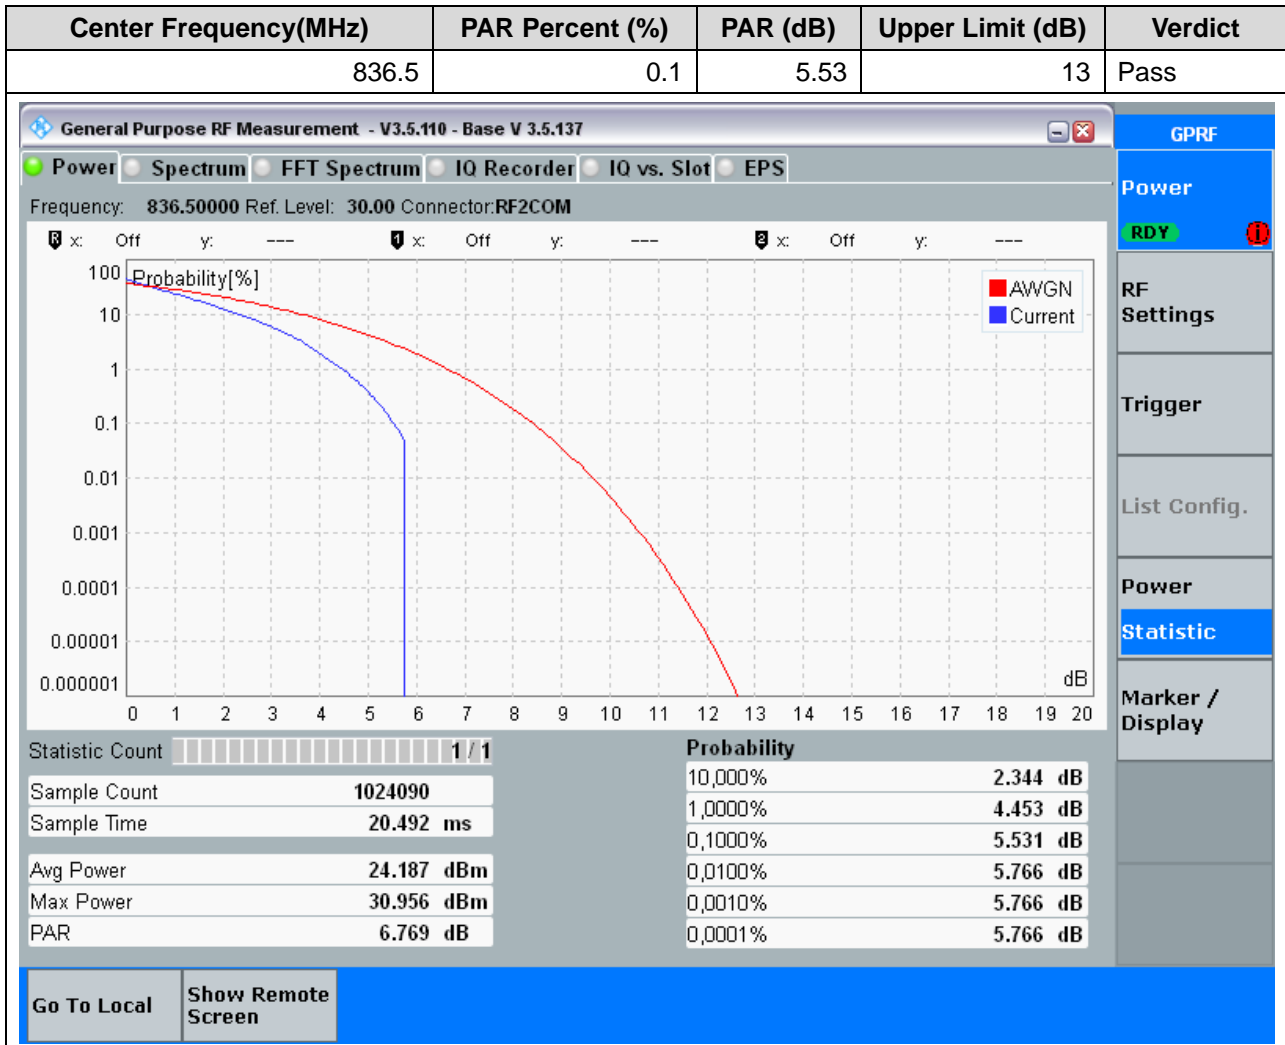 Center Frequency(MHz) PAR Percent (%) PAR (dB) Upper Limit (dB) Verdict
836.5 0.1 5.53 13 Pass
General Purpose RF Measurement - V3.5.110 - Base V 3.5.137
GPRF
Power Spectrum FFT Spectrum IQ Recorder IQ vs. Slot EPS
Frequency: 836.50000 Ref. Level: 30.00 Connector:RF2COM
R x: Off y: --- 1 x: Off y: --- 2 x: Off y: ---
Probability[%]
AWGN
Current
100
10
1
0.1
0.01
0.001
0.0001
0.00001
0.000001
dB
0 1 2 3 4 5 6 7 8 9 10 11 12 13 14 15 16 17 18 19 20
Statistic Count 1 / 1
Sample Count 1024090
Sample Time 20.492 ms
Avg Power 24.187 dBm
Max Power 30.956 dBm
PAR 6.769 dB
Probability
10,000% 2.344 dB
1,0000% 4.453 dB
0,1000% 5.531 dB
0,0100% 5.766 dB
0,0010% 5.766 dB
0,0001% 5.766 dB
Power
RDY i
RF
Settings
Trigger
List Config.
Power
Statistic
Marker /
Display
Go To Local
Show Remote
Screen